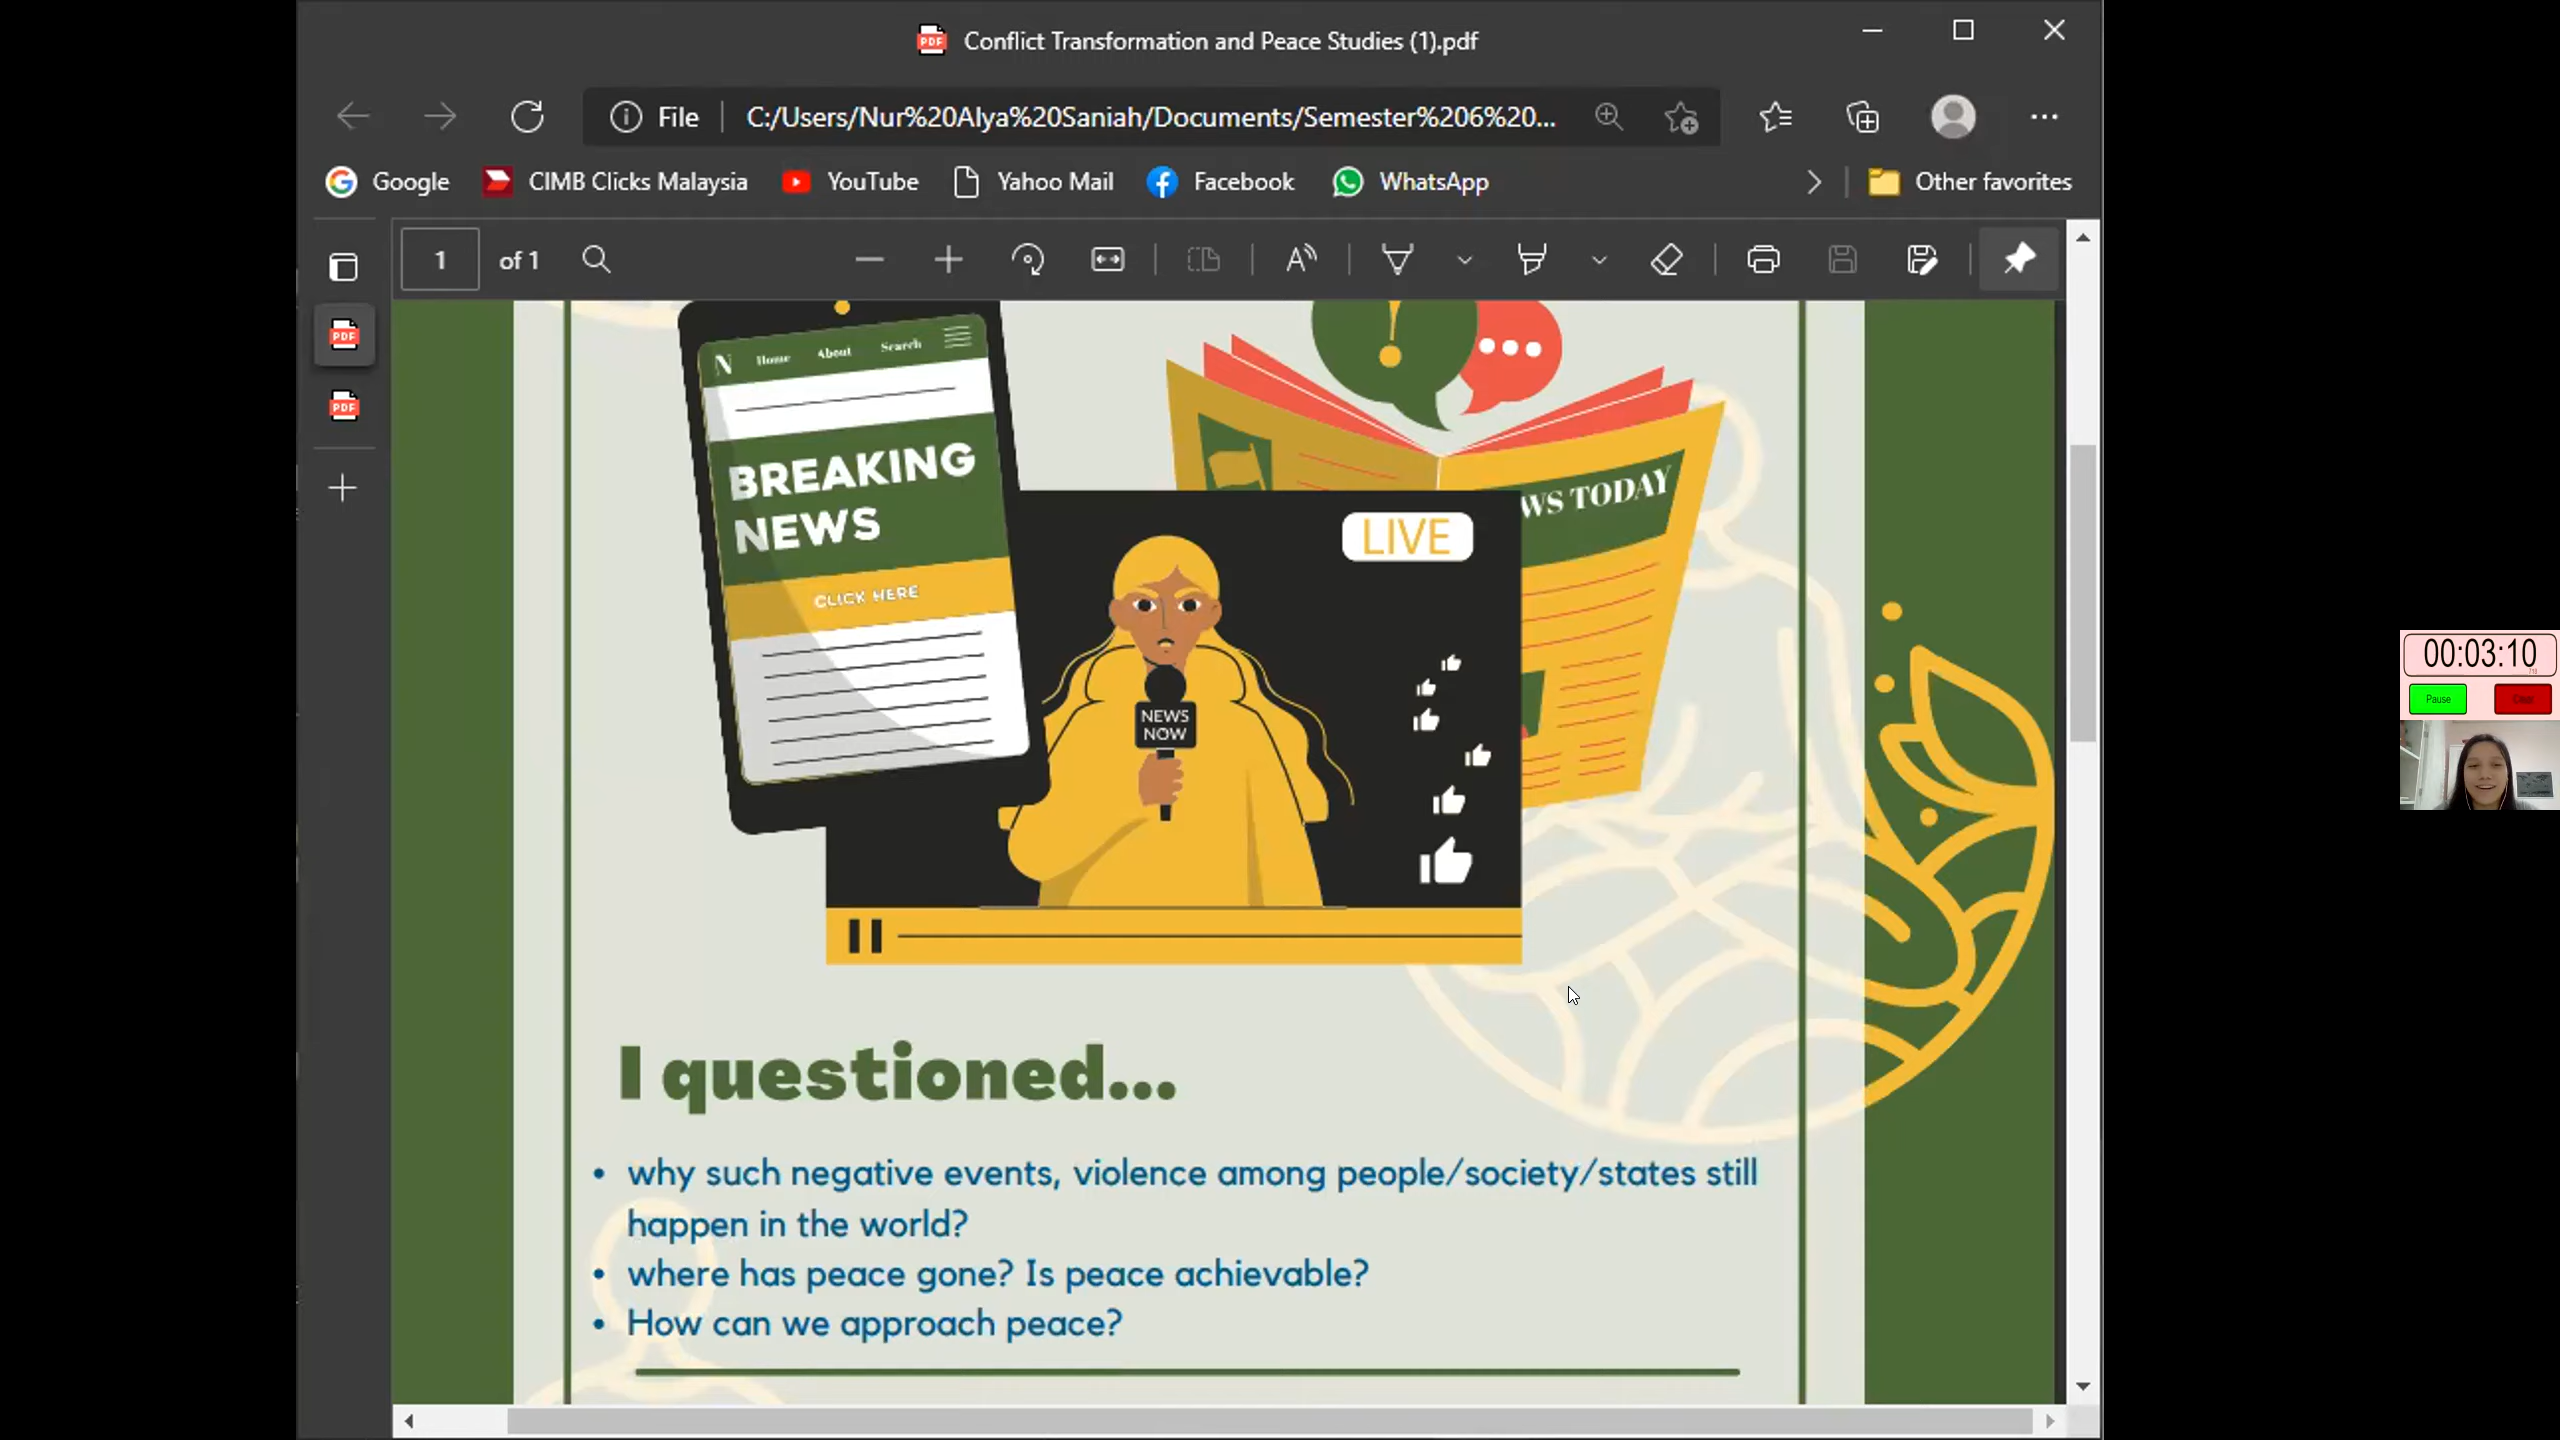 Conflict Transformation and Peace Studies (1).pdf
File C:/Users/Nur%20Alya%20Saniah/Documents/Semester%206%20...
Google CIMB Clicks Malaysia YouTube Yahoo Mail Facebook WhatsApp Other favorites
1 of 1
PDF
PDF
N Home About Search
BREAKING
NEWS
CLICK HERE
WS TODAY
LIVE
NEWS
NOW
00:03:10
Pause
I questioned...
• why such negative events, violence among people/society/states still
happen in the world?
• where has peace gone? Is peace achievable?
• How can we approach peace?